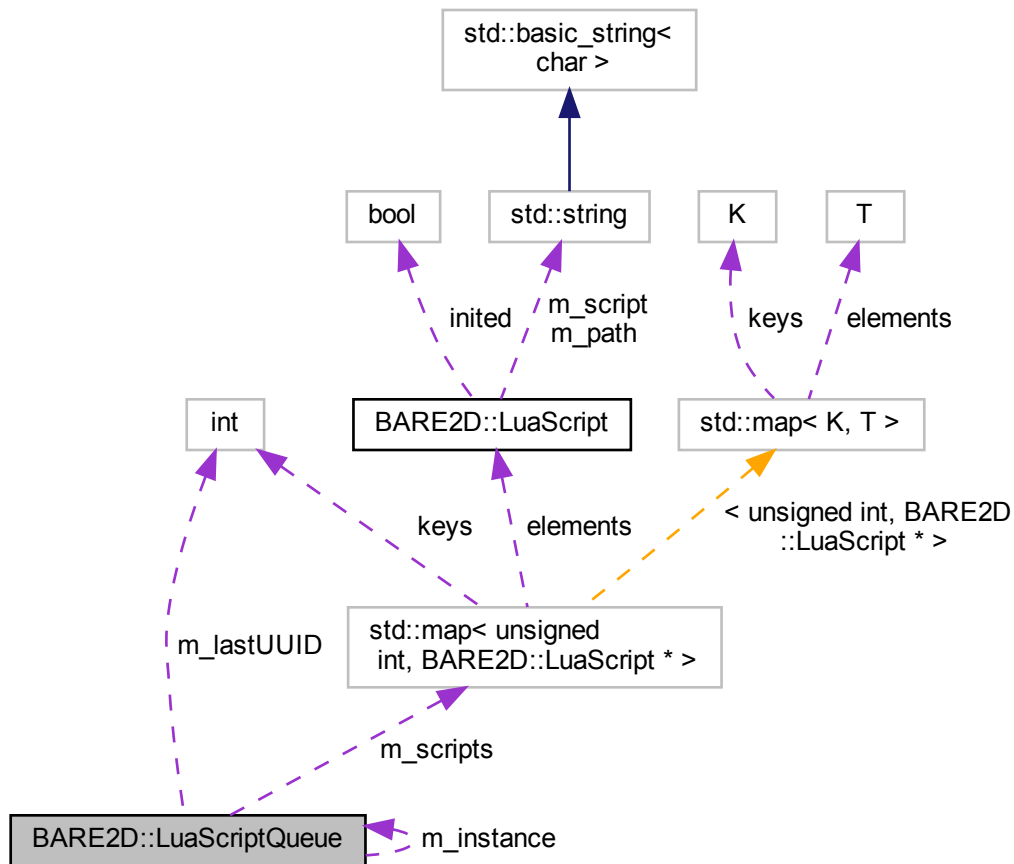 std::basic_string<
char >
bool
std::string
K
T
inited
m_script
m_path
keys
elements
int
BARE2D::LuaScript
std::map< K, T >
keys
elements
< unsigned int, BARE2D
::LuaScript * >
m_lastUUID
std::map< unsigned
int, BARE2D::LuaScript * >
m_scripts
BARE2D::LuaScriptQueue
m_instance